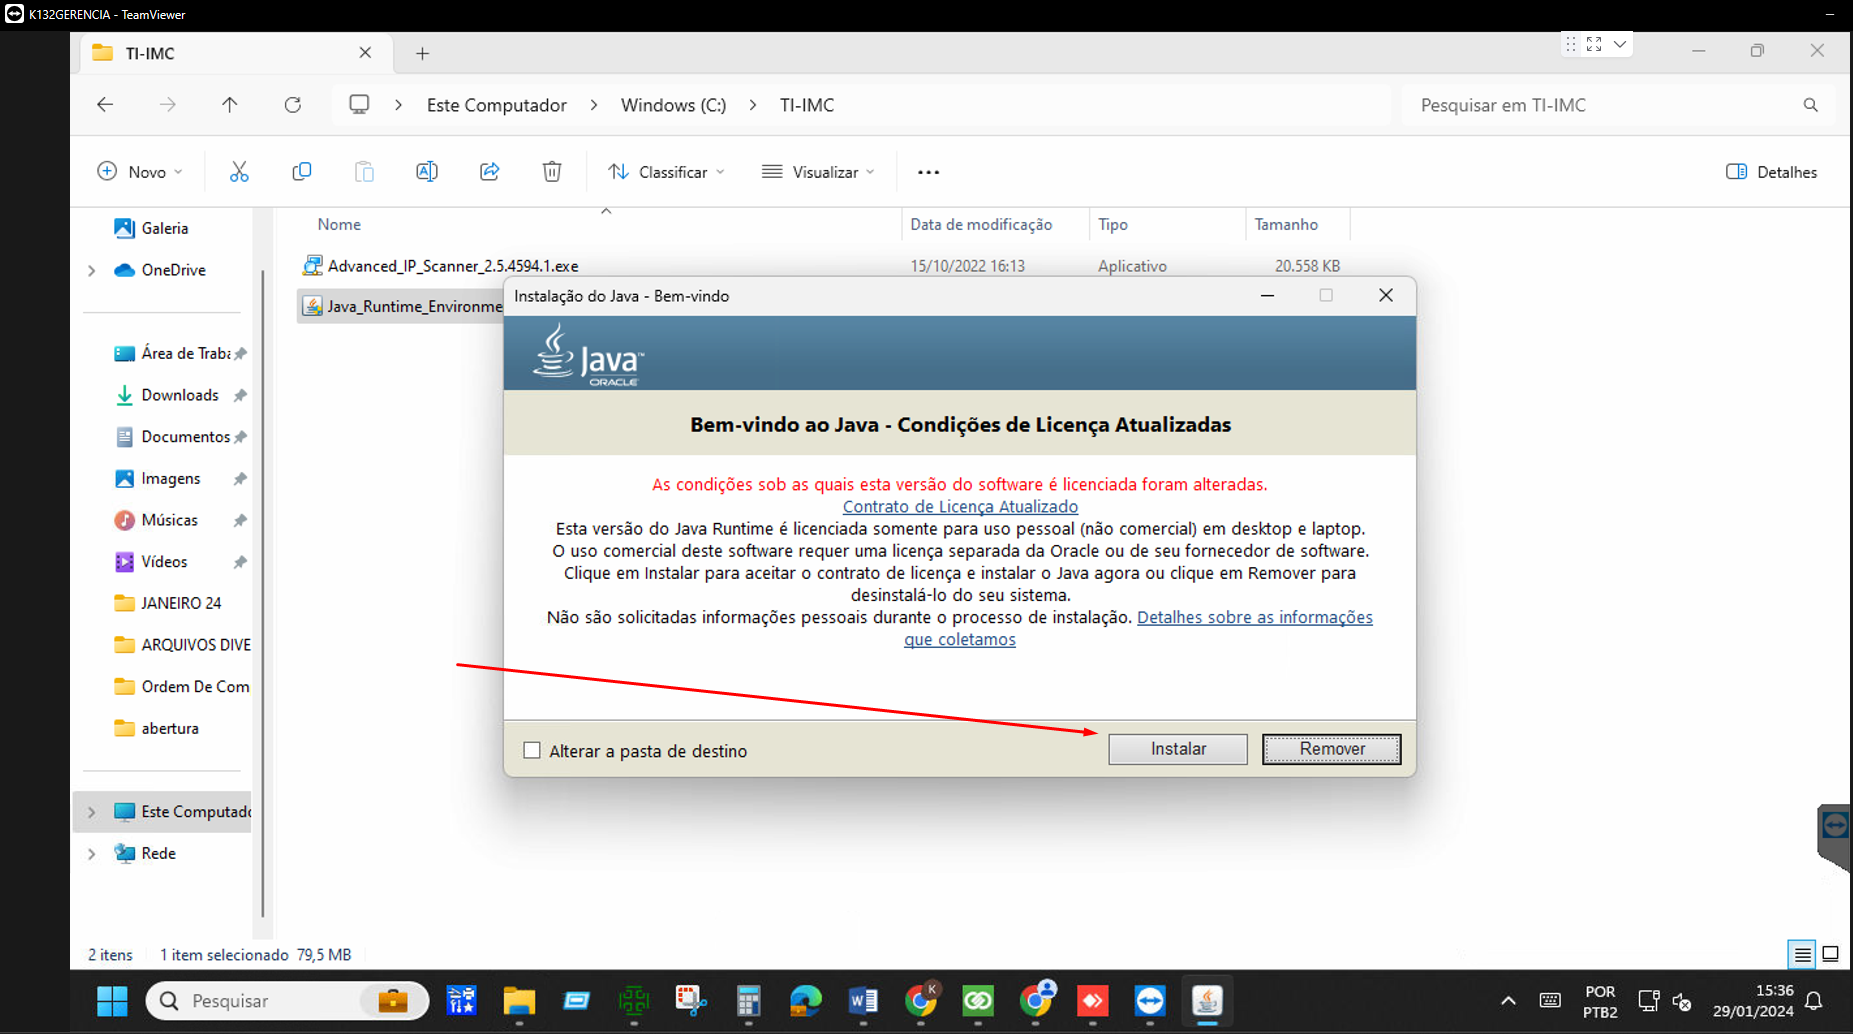 K132GERENCIA - TeamViewer
TI-IMC
Este Computador
Windows (C:)
TI-IMC
Pesquisar em TI-IMC
Novo
Classificar
Visualizar
Detalhes
Galeria
OneDrive
Área de Traba
Downloads
Documentos
Imagens
Músicas
Vídeos
JANEIRO 24
ARQUIVOS DIVE
Ordem De Com
abertura
Este Computado
Rede
Nome
Data de modificação
Tipo
Tamanho
Advanced_IP_Scanner_2.5.4594.1.exe
15/10/2022 16:13
Aplicativo
20.558 KB
Java_Runtime_Environme
Instalação do Java - Bem-vindo
Java™
ORACLE
Bem-vindo ao Java - Condições de Licença Atualizadas
As condições sob as quais esta versão do software é licenciada foram alteradas.
Contrato de Licença Atualizado
Esta versão do Java Runtime é licenciada somente para uso pessoal (não comercial) em desktop e laptop.
O uso comercial deste software requer uma licença separada da Oracle ou de seu fornecedor de software.
Clique em Instalar para aceitar o contrato de licença e instalar o Java agora ou clique em Remover para
desinstalá-lo do seu sistema.
Não são solicitadas informações pessoais durante o processo de instalação. Detalhes sobre as informações
que coletamos
Alterar a pasta de destino
Instalar
Remover
2 itens
1 item selecionado 79,5 MB
Pesquisar
K
POR
PTB2
15:36
29/01/2024